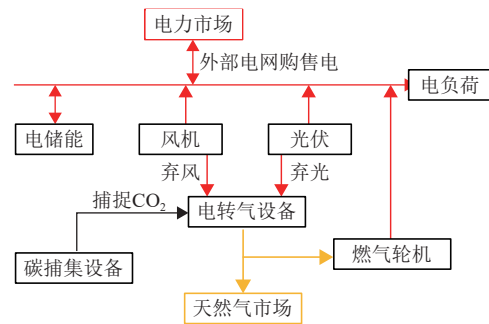 电力市场
外部电网购售电
电负荷
电储能
风机
光伏
弃风
弃光
捕捉CO₂
电转气设备
碳捕集设备
燃气轮机
天然气市场